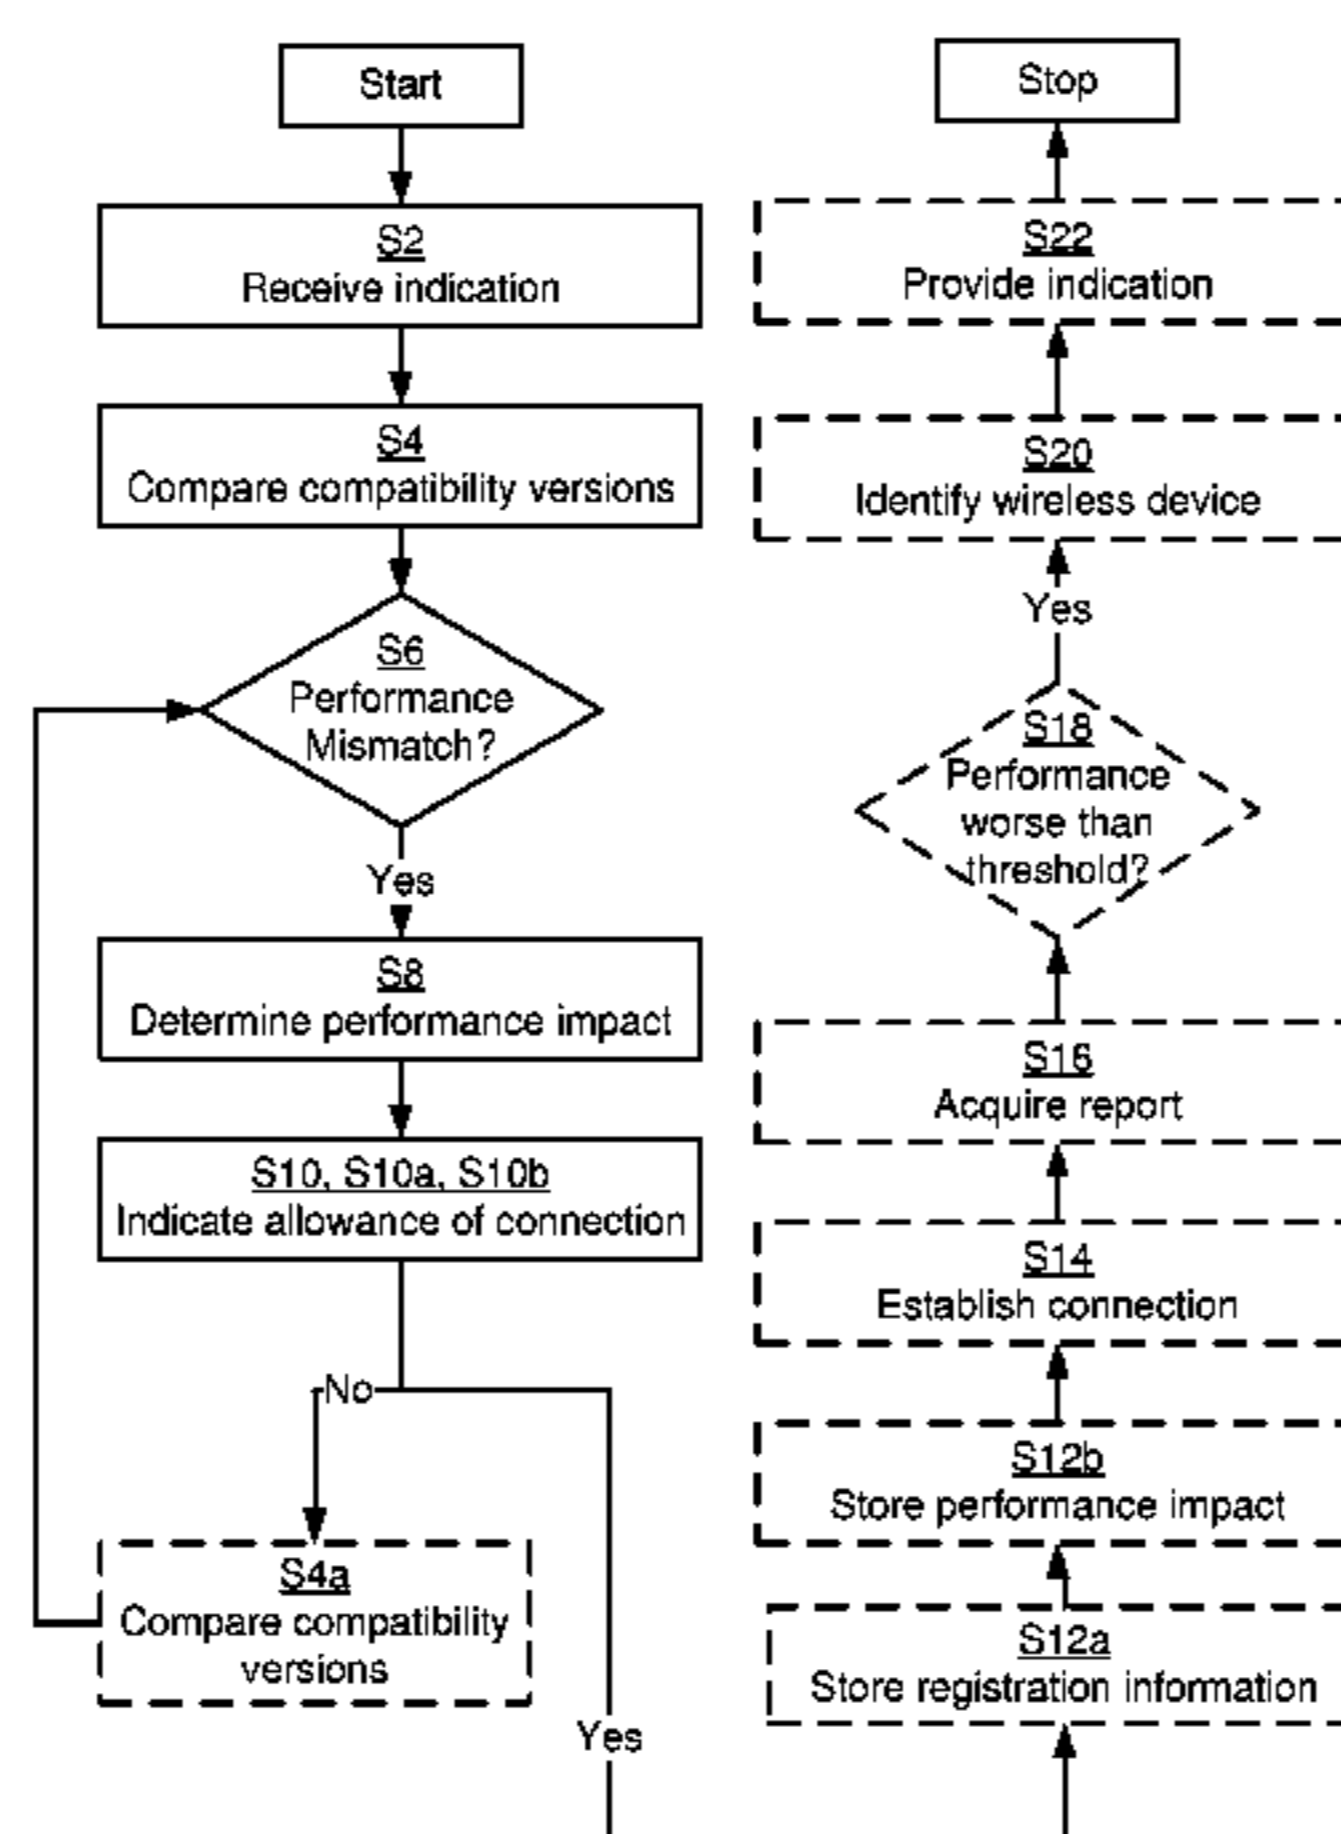 Start
S2
Receive indication
S4
Compare compatibility versions
S6
Performance
Mismatch?
Yes
S8
Determine performance impact
S10, S10a, S10b
Indicate allowance of connection
No
S4a
Compare compatibility
versions
Yes
Stop
S22
Provide indication
S20
Identify wireless device
Yes
S18
Performance
worse than
threshold?
S16
Acquire report
S14
Establish connection
S12b
Store performance impact
S12a
Store registration information